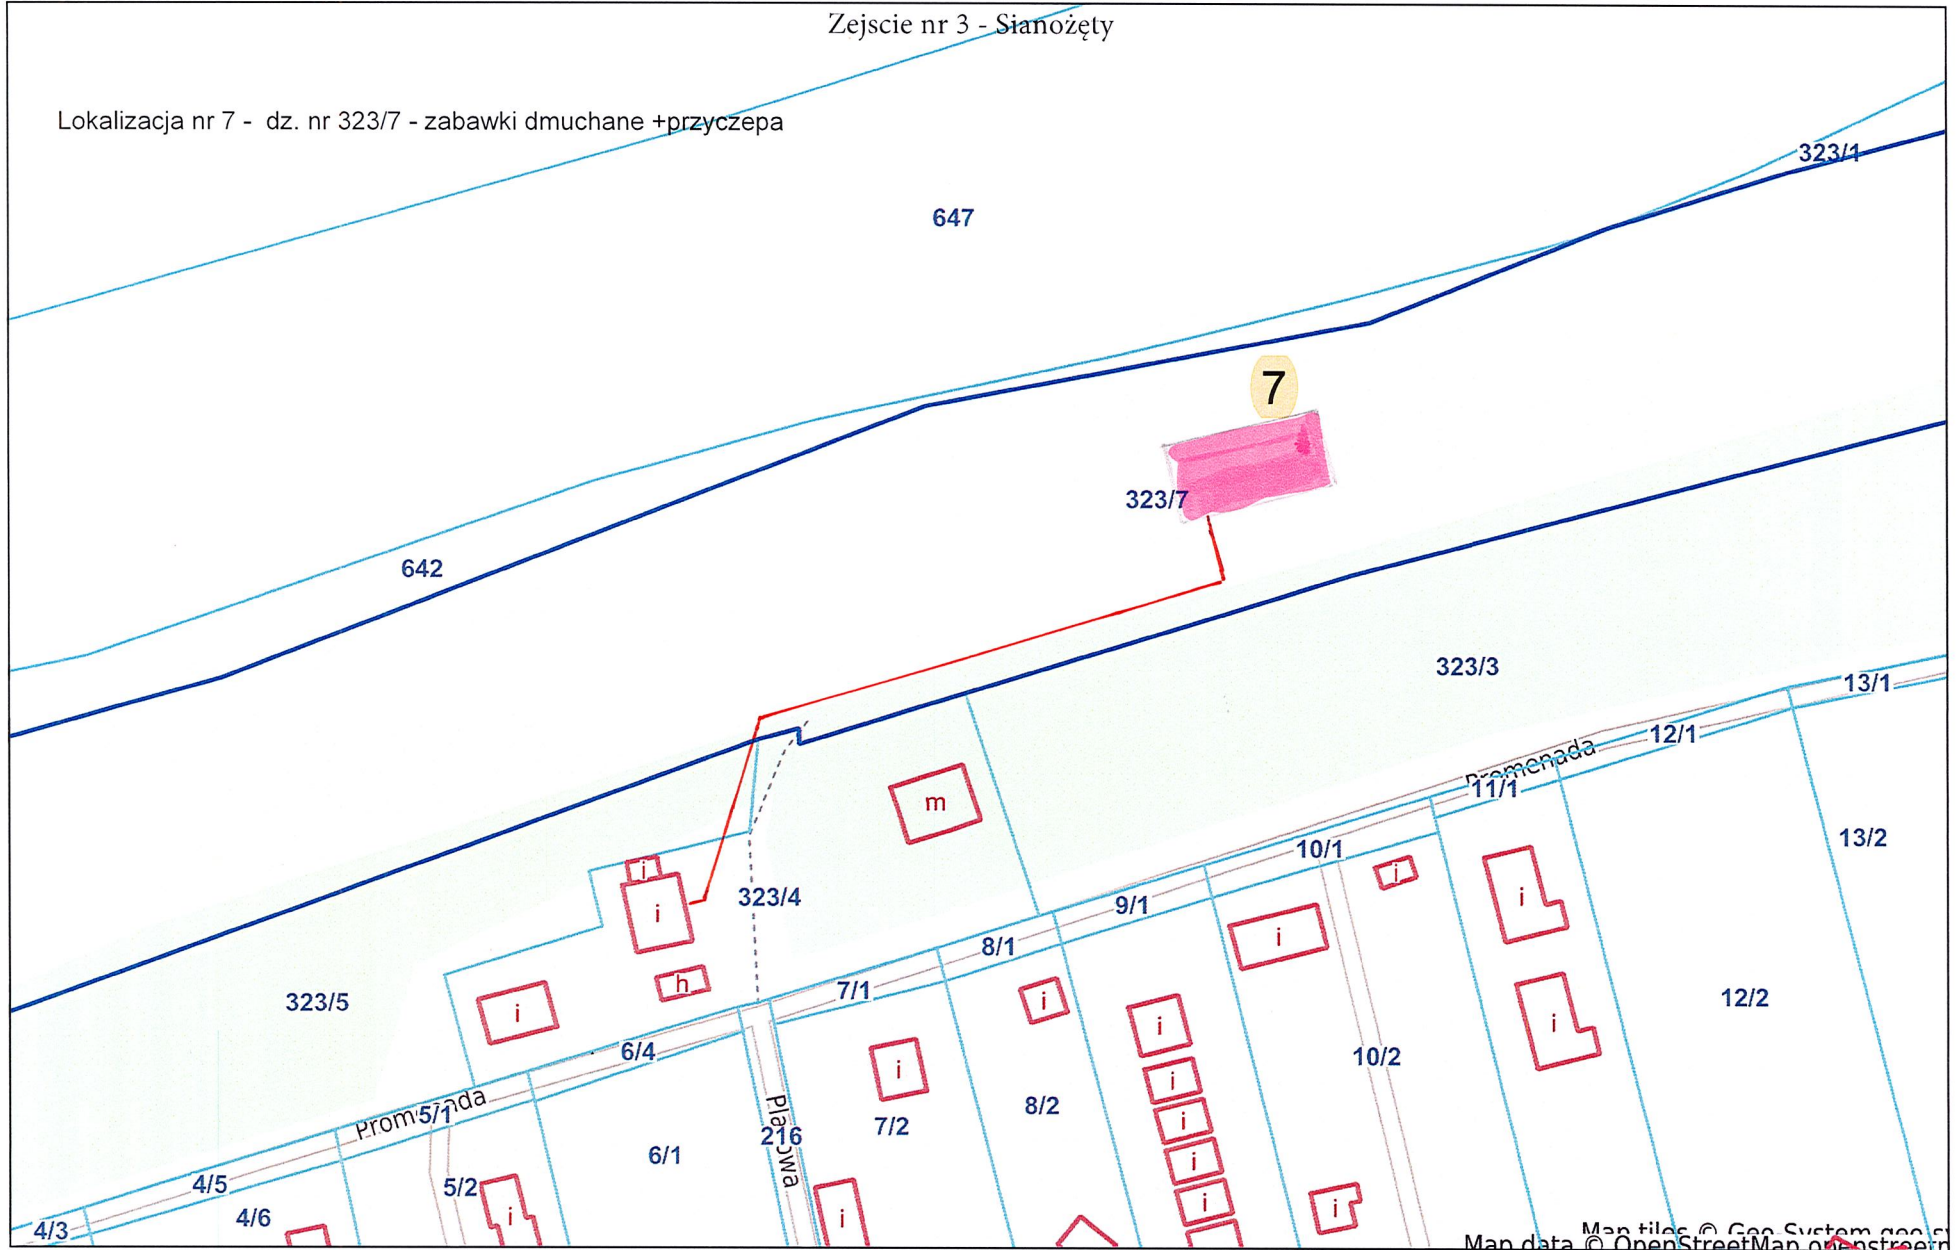 Zejscie nr 3 - Sianożęty
Lokalizacja nr 7 - dz. nr 323/7 - zabawki dmuchane +przyczepa
323/1
647
7
323/7
642
323/3
13/1
12/1
Promenada
11/1
m
13/2
10/1
i
i
i
323/4
i
9/1
i
8/1
h
7/1
323/5
i
12/2
i
i
i
6/4
10/2
i
i
Promenada
5/1
8/2
7/2
i
216
Plażowa
6/1
i
4/5
5/2
i
i
4/6
i
i
4/3
Map tiles © Geo-System
Map data © OpenStreetMap